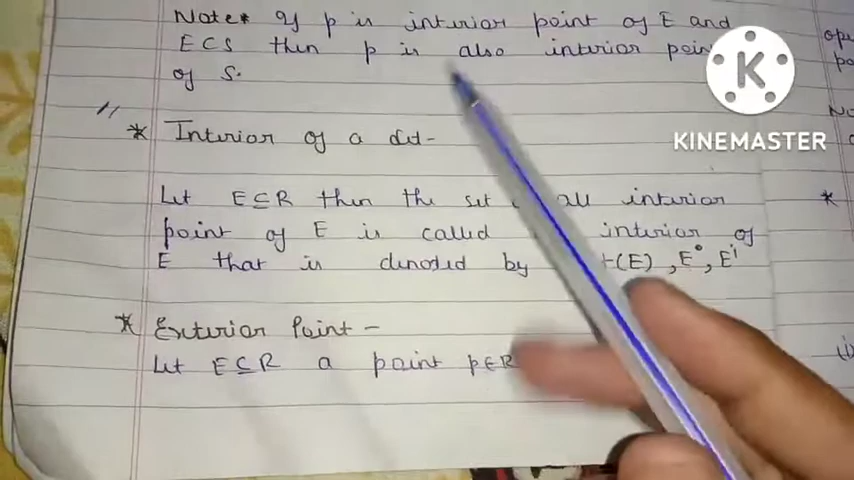 Note* If p is interior point of E and
E⊂S then p is also interior poin
of S.
* Interior of a set-
Let E⊆R then the set all interior
point of E is called interior of
E that is denoted by t(E), E°, Eⁱ
* Exterior Point -
Let E⊆R a point p∈R
K
KINEMASTER